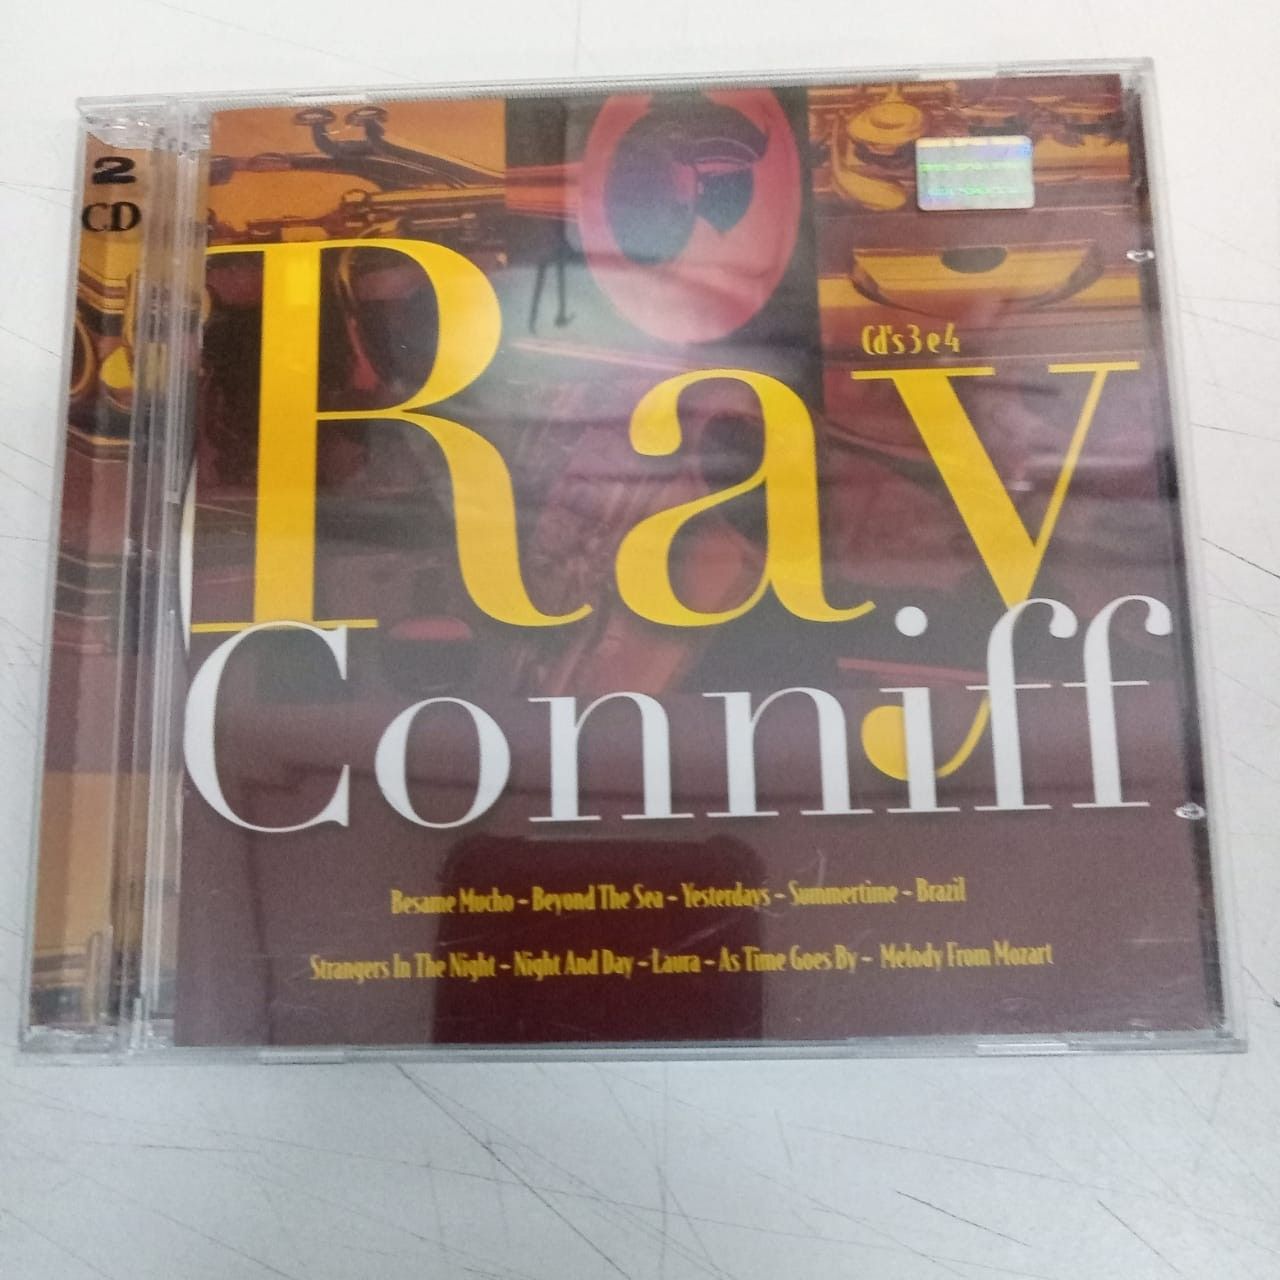 2
CD
Cd's 3 e 4
Ray
Conniff
Besame Mucho - Beyond The Sea - Yesterdays - Summertime - Brazil
Strangers In The Night - Night And Day - Laura - As Time Goes By - Melody From Mozart